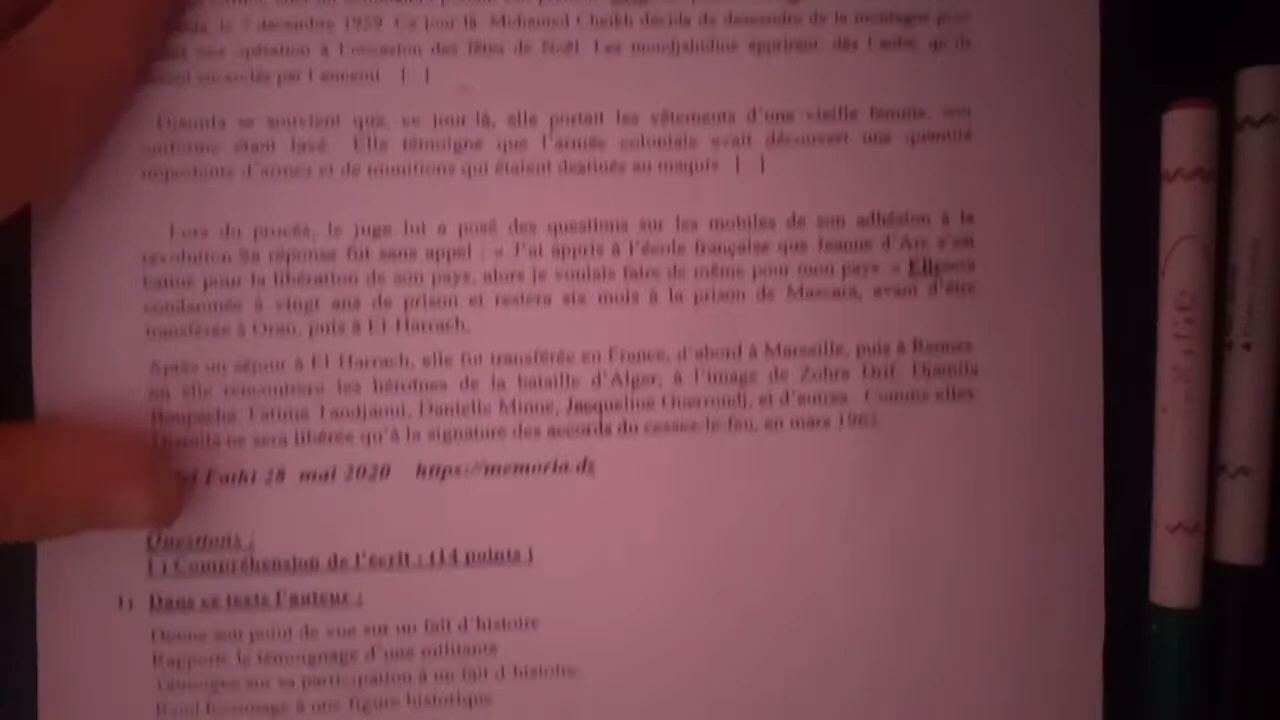 le 7 décembre 1959. Ce jour là, Mohamed Cheikh décida de descendre de la montagne pour
opération à l'occasion des fêtes de Noël. Les moudjahidine apprirent, dès l'aube, qu'ils
encerclés par l'ennemi. [...]
Djamila se souvient que, ce jour là, elle portait les vêtements d'une vieille femme, son
uniforme étant lavé. Elle témoigne que l'armée coloniale avait découvert une quantité
importante d'armes et de munitions qui étaient destinés au maquis. [...]
Lors du procès, le juge lui a posé des questions sur les mobiles de son adhésion à la
révolution Sa réponse fut sans appel : « J'ai appris à l'école française que Jeanne d'Arc s'est
battue pour la libération de son pays, alors je voulais faire de même pour mon pays. » Elle sera
condamnée à vingt ans de prison et restera six mois à la prison de Mascara, avant d'être
transférée à Oran, puis à El Harrach.
Après un séjour à El Harrach, elle fut transférée en France, d'abord à Marseille, puis à Rennes
où elle rencontrera les héroïnes de la bataille d'Alger, à l'image de Zohra Drif, Djamila
Boupacha, Danielle Minne, Jacqueline Guerroudj, et d'autres. Comme elles
Djamila ne sera libérée qu'à la signature des accords du cessez-le-feu, en mars 1962.
28 mai 2020 https://memoria.dz
Questions :
I ) Compréhension de l'écrit : (14 points )
1) Dans ce texte l'auteur :
Donne son point de vue sur un fait d'histoire
Rapporte le témoignage d'une militante
Témoigne sur sa participation à un fait d'histoire
Rend hommage à une figure historique